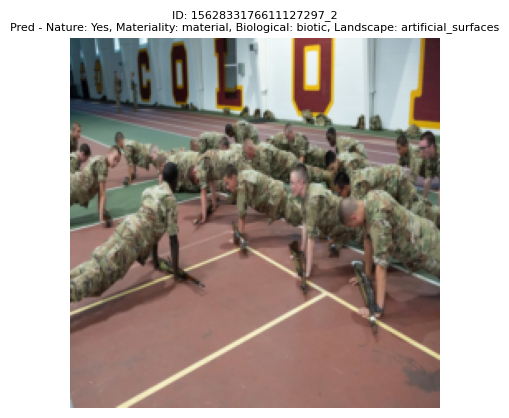 ID: 1562833176611127297_2
Pred - Nature: Yes, Materiality: material, Biological: biotic, Landscape: artificial_surfaces
O C O L O